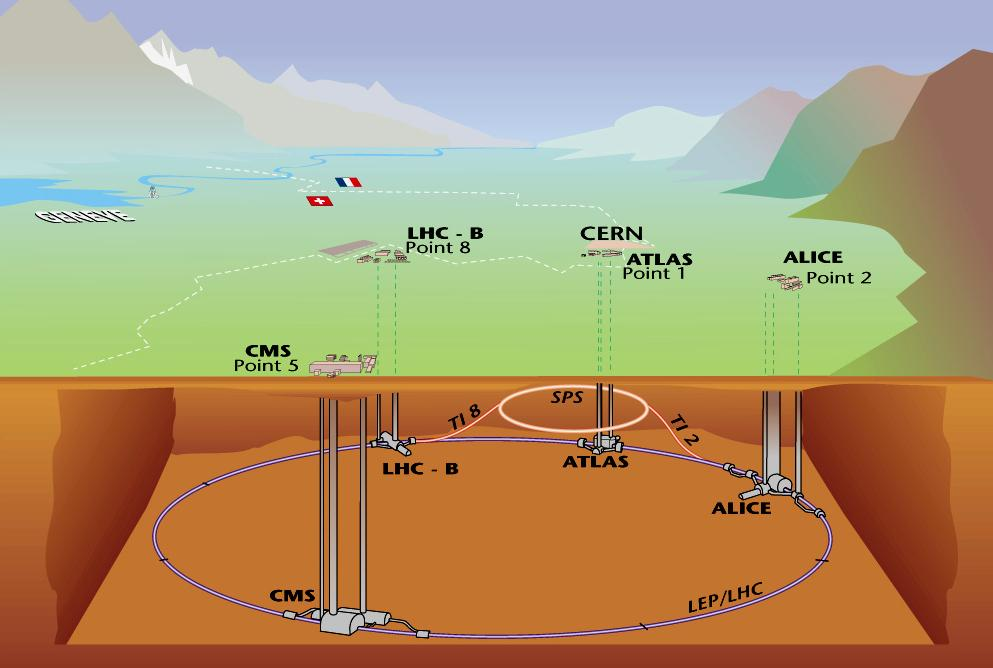 GENEVE
LHC - B
Point 8
CERN
ATLAS
Point 1
ALICE
Point 2
CMS
Point 5
SPS
TI 8
TI 2
LHC - B
ATLAS
ALICE
CMS
LEP/LHC